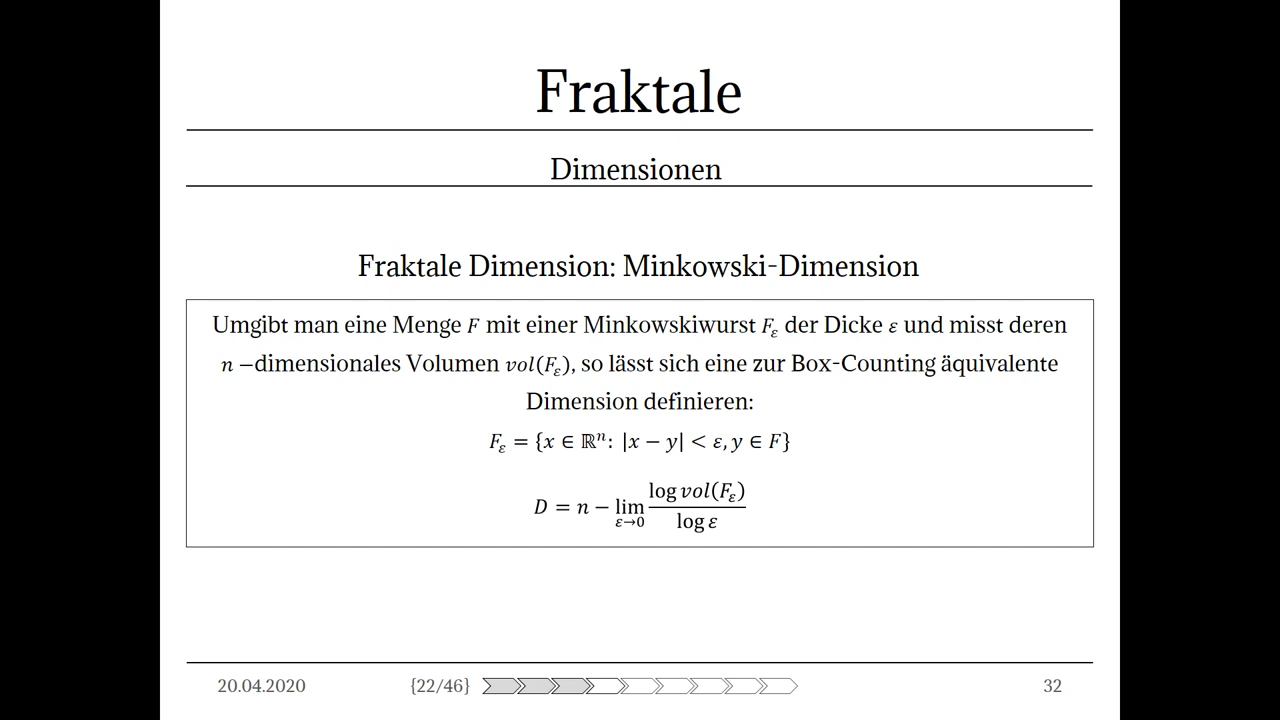 Fraktale
Dimensionen
Fraktale Dimension: Minkowski-Dimension
Umgibt man eine Menge F mit einer Minkowskiwurst F_ε der Dicke ε und misst deren
n −dimensionales Volumen vol(F_ε), so lässt sich eine zur Box-Counting äquivalente
Dimension definieren:
F_ε = {x ∈ ℝⁿ: |x − y| < ε, y ∈ F}
D = n − lim_{ε→0} log vol(F_ε) / log ε
20.04.2020 {22/46} 32